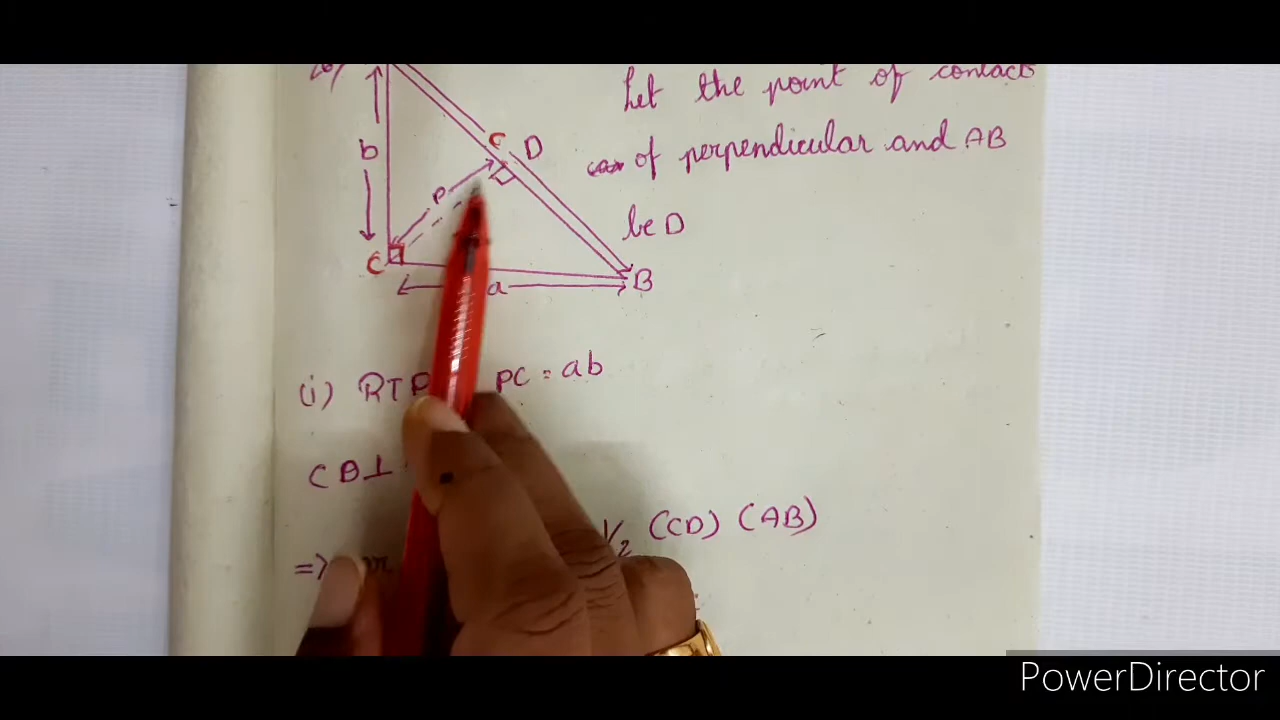 Let the point of contact
b
c D
of perpendicular and AB
P
be D
C
a
B
(i) RTP PC = ab
CD⊥
=> ar 1/2 (CD) (AB)
PowerDirector